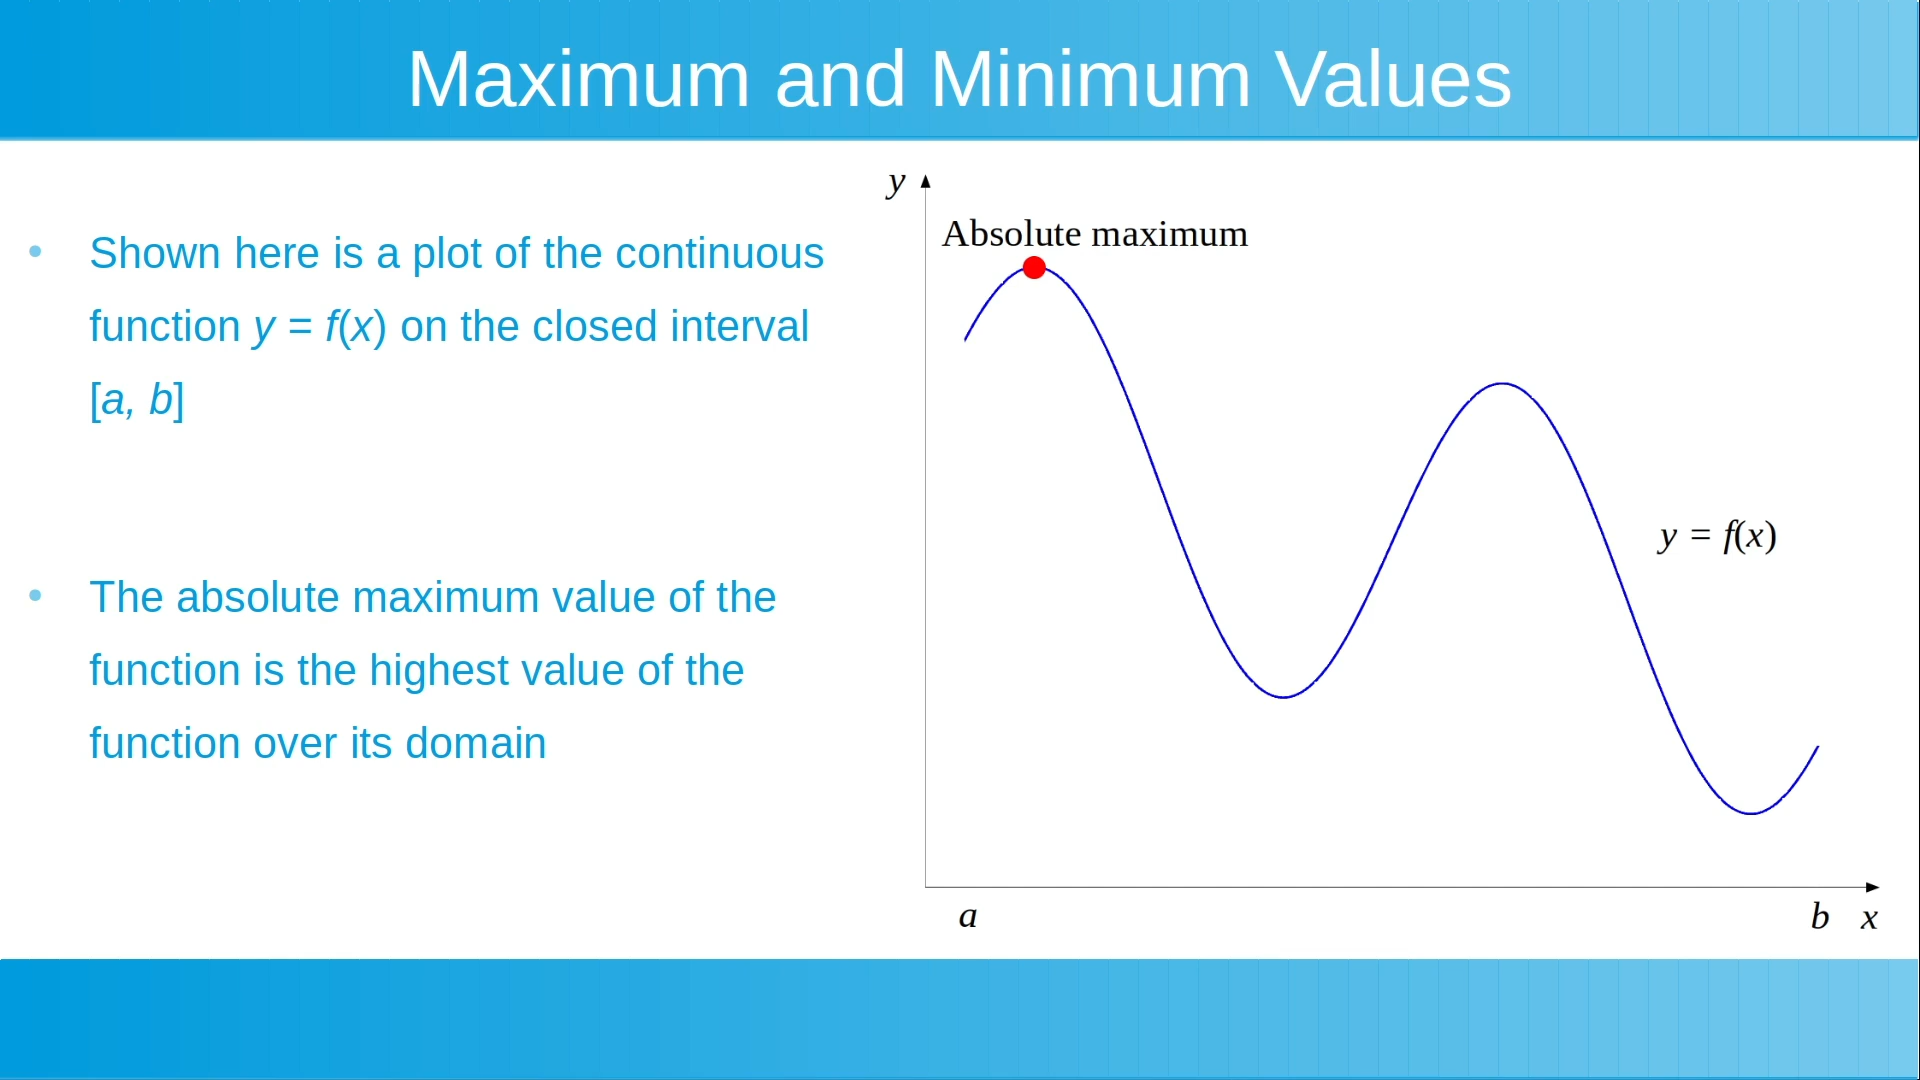 Maximum and Minimum Values
• Shown here is a plot of the continuous
function y = f(x) on the closed interval
[a, b]
• The absolute maximum value of the
function is the highest value of the
function over its domain
y
Absolute maximum
y = f(x)
a
b
x